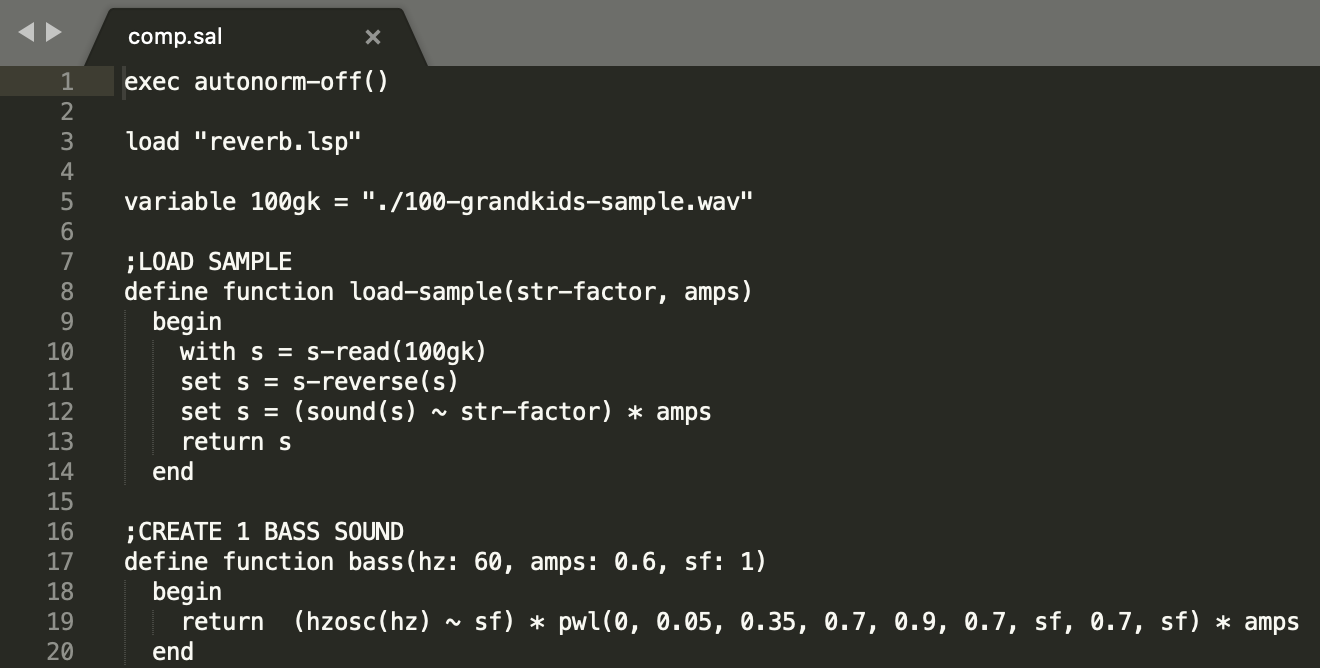 comp.sal ×
1 exec autonorm-off()
2
3 load "reverb.lsp"
4
5 variable 100gk = "./100-grandkids-sample.wav"
6
7 ;LOAD SAMPLE
8 define function load-sample(str-factor, amps)
9 begin
10 with s = s-read(100gk)
11 set s = s-reverse(s)
12 set s = (sound(s) ~ str-factor) * amps
13 return s
14 end
15
16 ;CREATE 1 BASS SOUND
17 define function bass(hz: 60, amps: 0.6, sf: 1)
18 begin
19 return  (hzosc(hz) ~ sf) * pwl(0, 0.05, 0.35, 0.7, 0.9, 0.7, sf, 0.7, sf) * amps
20 end